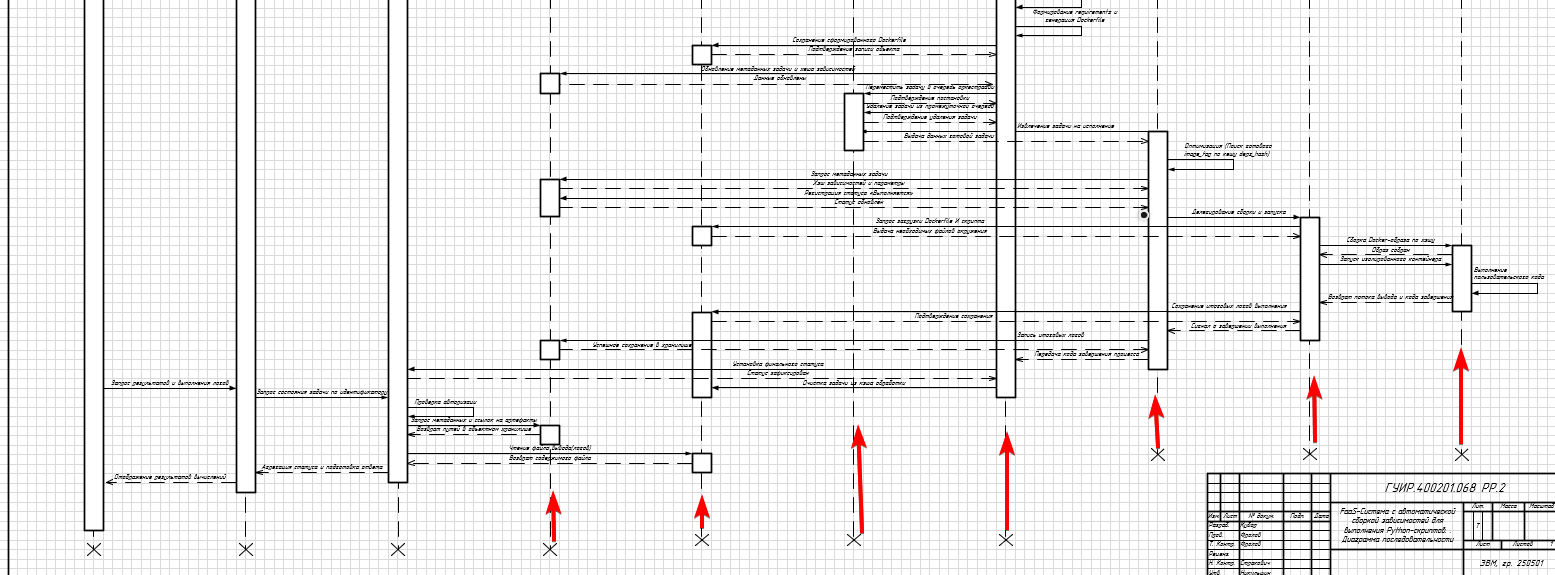 Формирование requirements и
генерация Dockerfile
Сохранение сформированного Dockerfile
Подтверждение записи объекта
Обновление метаданных задачи и хэша зависимостей
Данные обновлены
Переместить задачу в очередь оркестрации
Подтверждение постановки
Удаление задачи из промежуточной очереди
Подтверждение удаления задачи
Извлечение задачи на исполнение
Выдача данных готовой задачи
Оптимизация (Поиск готового
image_tag по хэшу deps_hash)
Запрос метаданных задачи
Хэш зависимостей и параметры
Регистрация статуса «Выполняется»
Статус обновлен
Делегирование сборки и запуска
Запрос загрузки Dockerfile И скрипта
Выдача необходимых файлов окружения
Сборка Docker-образа по хэшу
Образ собран
Запуск изолированного контейнера
Выполнение
пользовательского кода
Возврат потока вывода и кода завершения
Сохранение итоговых логов выполнения
Подтверждение сохранения
Сигнал о завершении выполнения
Запись итоговых логов
Успешное сохранение в хранилище
Передача кода завершения процесса
Установка финального статуса
Статус зафиксирован
Очистка задачи из кэша обработки
Запрос результатов и выполнения логов
Запрос состояния задачи по идентификатору
Проверка авторизации
Запрос метаданных и ссылок на артефакты
Возврат путей в объектном хранилище
Чтение файла вывода(логов)
Возврат содержимого файла
Агрегация статуса и подготовка ответа
Отображение результатов вычислений
ГУИР.400201.068 РР.2
FaaS-Система с автоматической
сборкой зависимостей для
выполнения Python-скриптов.
Диаграмма последовательности
Лит Масса Масштаб
Т
Изм Лист № докум. Подп. Дата
Разраб.
Пров. Фролов
Т. Контр. Фролов
Реценз.
Н. Контр. Стракович
Утв. Никульшин
Лист Листов 1
ЭВМ, гр. 250501